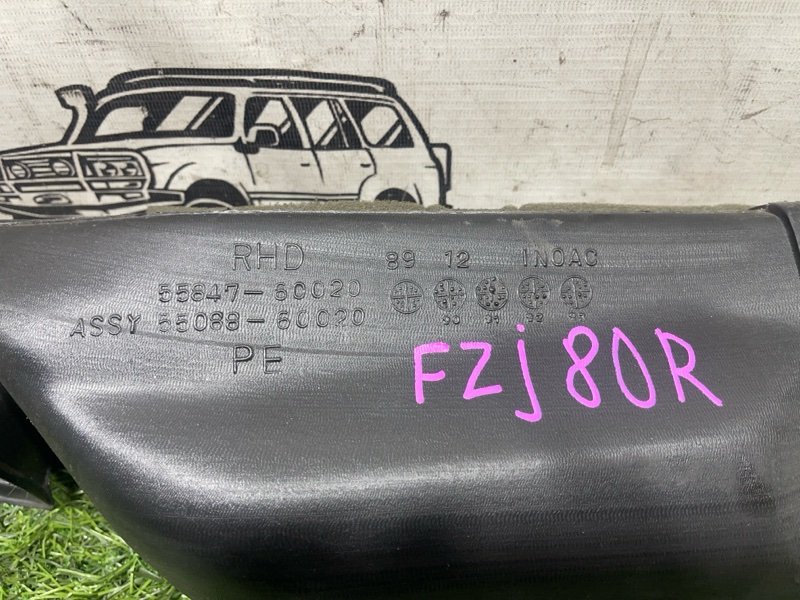 RHD 89 12 INOAC
55847-60020
ASSY 55088-60020
PE
FZj80R